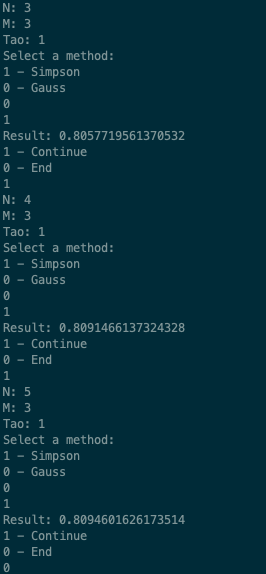 N: 3
M: 3
Tao: 1
Select a method:
1 - Simpson
0 - Gauss
0
1
Result: 0.8057719561370532
1 - Continue
0 - End
1
N: 4
M: 3
Tao: 1
Select a method:
1 - Simpson
0 - Gauss
0
1
Result: 0.8091466137324328
1 - Continue
0 - End
1
N: 5
M: 3
Tao: 1
Select a method:
1 - Simpson
0 - Gauss
0
1
Result: 0.8094601626173514
1 - Continue
0 - End
0